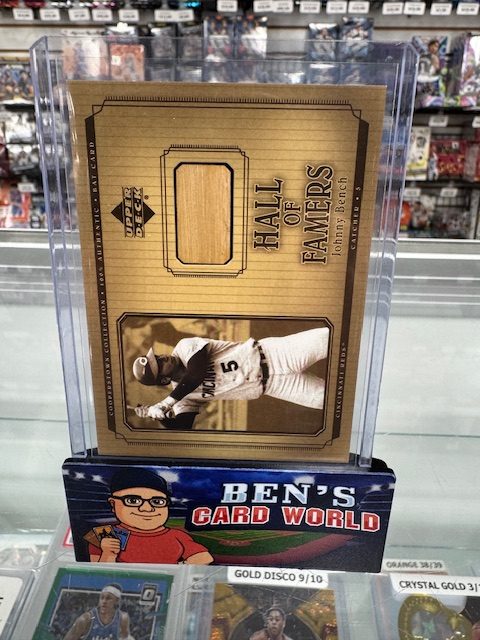 COOPERSTOWN COLLECTION • 100% AUTHENTIC • BAT CARD
UPPER
DECK
HALL
OF
FAMERS
Johnny Bench
CINCINNATI REDS
CATCHER • 5
CINCINNATI
5
BEN'S
CARD WORLD
ORANGE 38/39
GOLD DISCO 9/10
CRYSTAL GOLD 3/